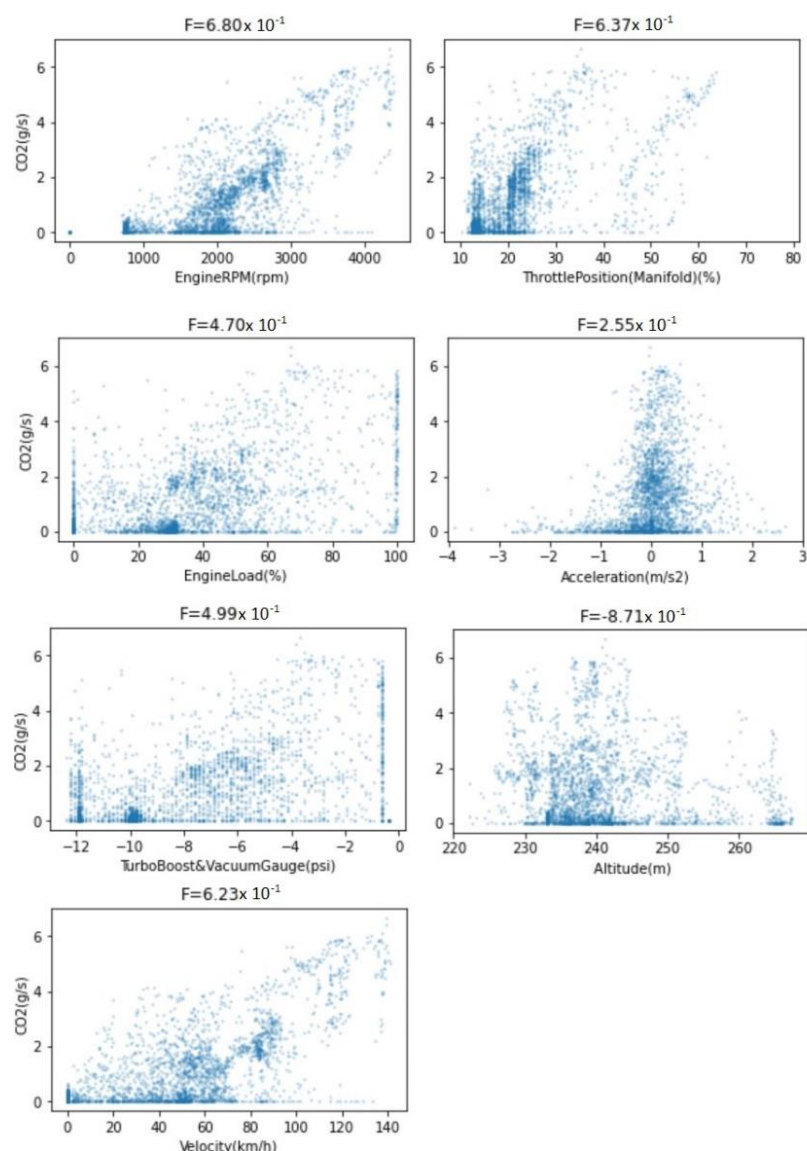 F=6.80x 10⁻¹
6
4
2
0
CO2(g/s)
0 1000 2000 3000 4000
EngineRPM(rpm)
F=6.37x 10⁻¹
6
4
2
0
10 20 30 40 50 60 70 80
ThrottlePosition(Manifold)(%)
F=4.70x 10⁻¹
6
4
2
0
CO2(g/s)
0 20 40 60 80 100
EngineLoad(%)
F=2.55x 10⁻¹
6
4
2
0
−4 −3 −2 −1 0 1 2 3
Acceleration(m/s2)
F=4.99x 10⁻¹
6
4
2
0
CO2(g/s)
−12 −10 −8 −6 −4 −2 0
TurboBoost&VacuumGauge(psi)
F=-8.71x 10⁻¹
6
4
2
0
220 230 240 250 260
Altitude(m)
F=6.23x 10⁻¹
6
4
2
0
CO2(g/s)
0 20 40 60 80 100 120 140
Velocity(km/h)